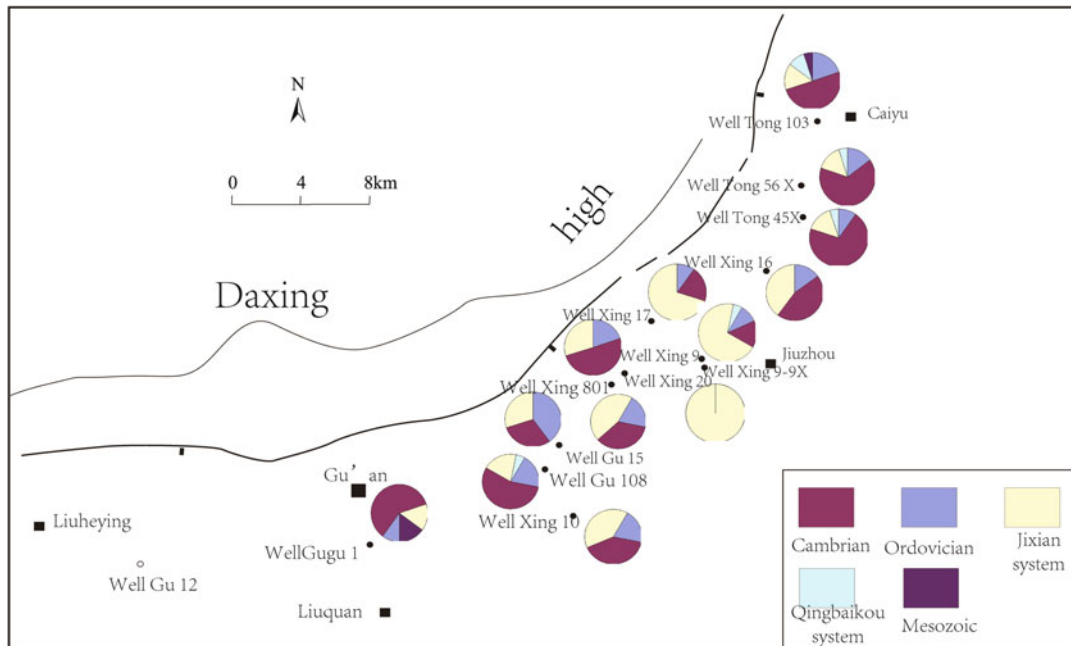 N
0 4 8km
Daxing
high
Well Tong 103
Caiyu
Well Tong 56 X
Well Tong 45X
Well Xing 16
Well Xing 17
Jiuzhou
Well Xing 9
Well Xing 9-9X
Well Xing 20
Well Xing 801
Well Gu 15
Well Gu 108
Gu' an
Well Xing 10
Liuheying
WellGugu 1
Well Gu 12
Liuquan
Cambrian
Ordovician
Jixian
system
Qingbaikou
system
Mesozoic